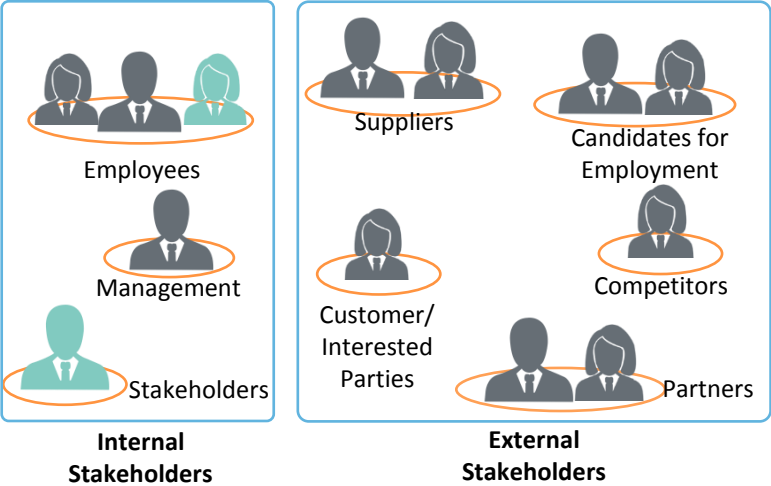 Employees
Management
Stakeholders
Internal
Stakeholders
Suppliers
Candidates for
Employment
Customer/
Interested
Parties
Competitors
Partners
External
Stakeholders